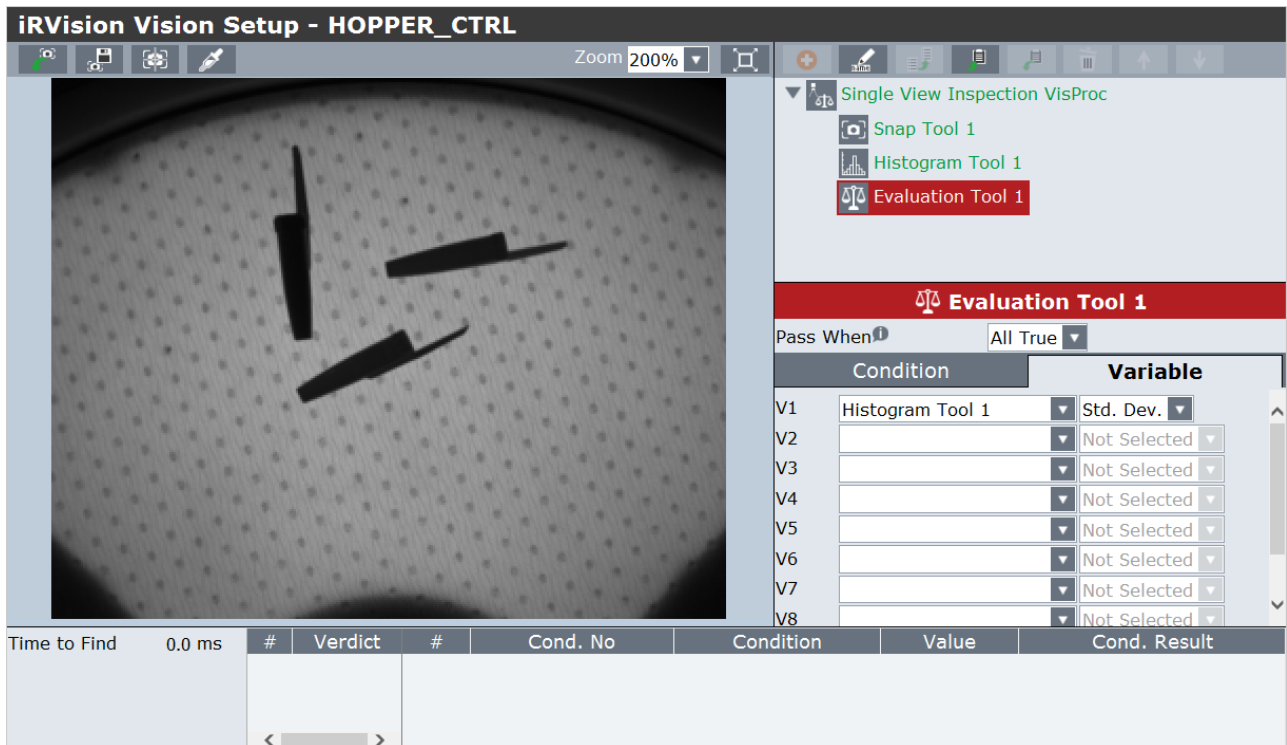 iRVision Vision Setup - HOPPER_CTRL
Zoom 200%
Single View Inspection VisProc
Snap Tool 1
Histogram Tool 1
Evaluation Tool 1
Evaluation Tool 1
Pass When All True
Condition Variable
V1 Histogram Tool 1 Std. Dev.
V2 Not Selected
V3 Not Selected
V4 Not Selected
V5 Not Selected
V6 Not Selected
V7 Not Selected
V8 Not Selected
Time to Find 0.0 ms # Verdict # Cond. No Condition Value Cond. Result